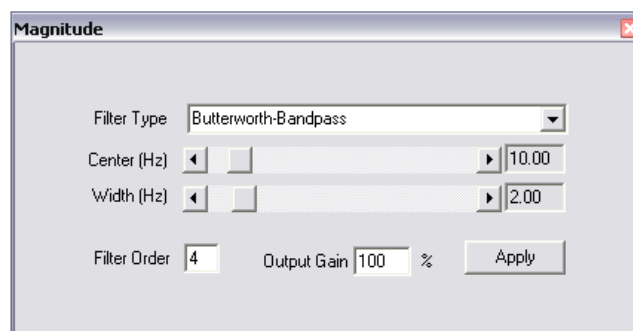 Magnitude
Filter Type Butterworth-Bandpass
Center (Hz) 10.00
Width (Hz) 2.00
Filter Order 4 Output Gain 100 % Apply